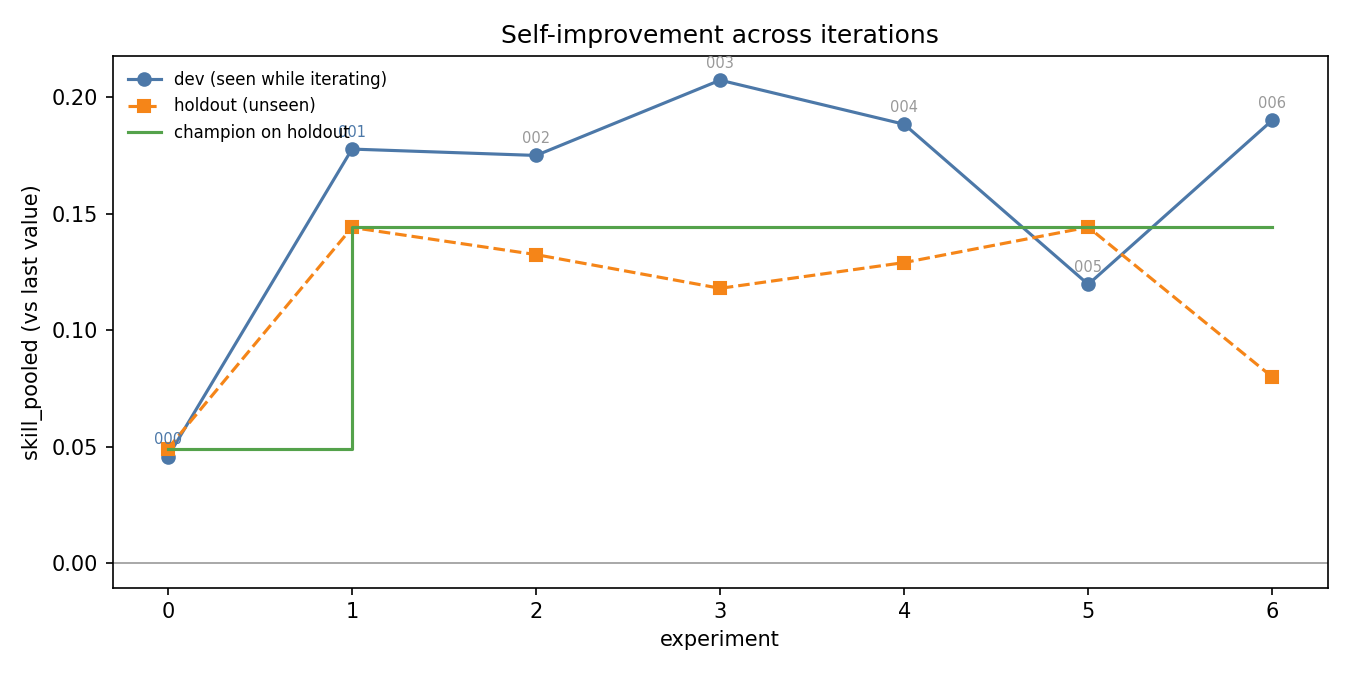 Self-improvement across iterations
dev (seen while iterating)
holdout (unseen)
champion on holdout
000
001
002
003
004
005
006
skill_pooled (vs last value)
0.20
0.15
0.10
0.05
0.00
0 1 2 3 4 5 6
experiment